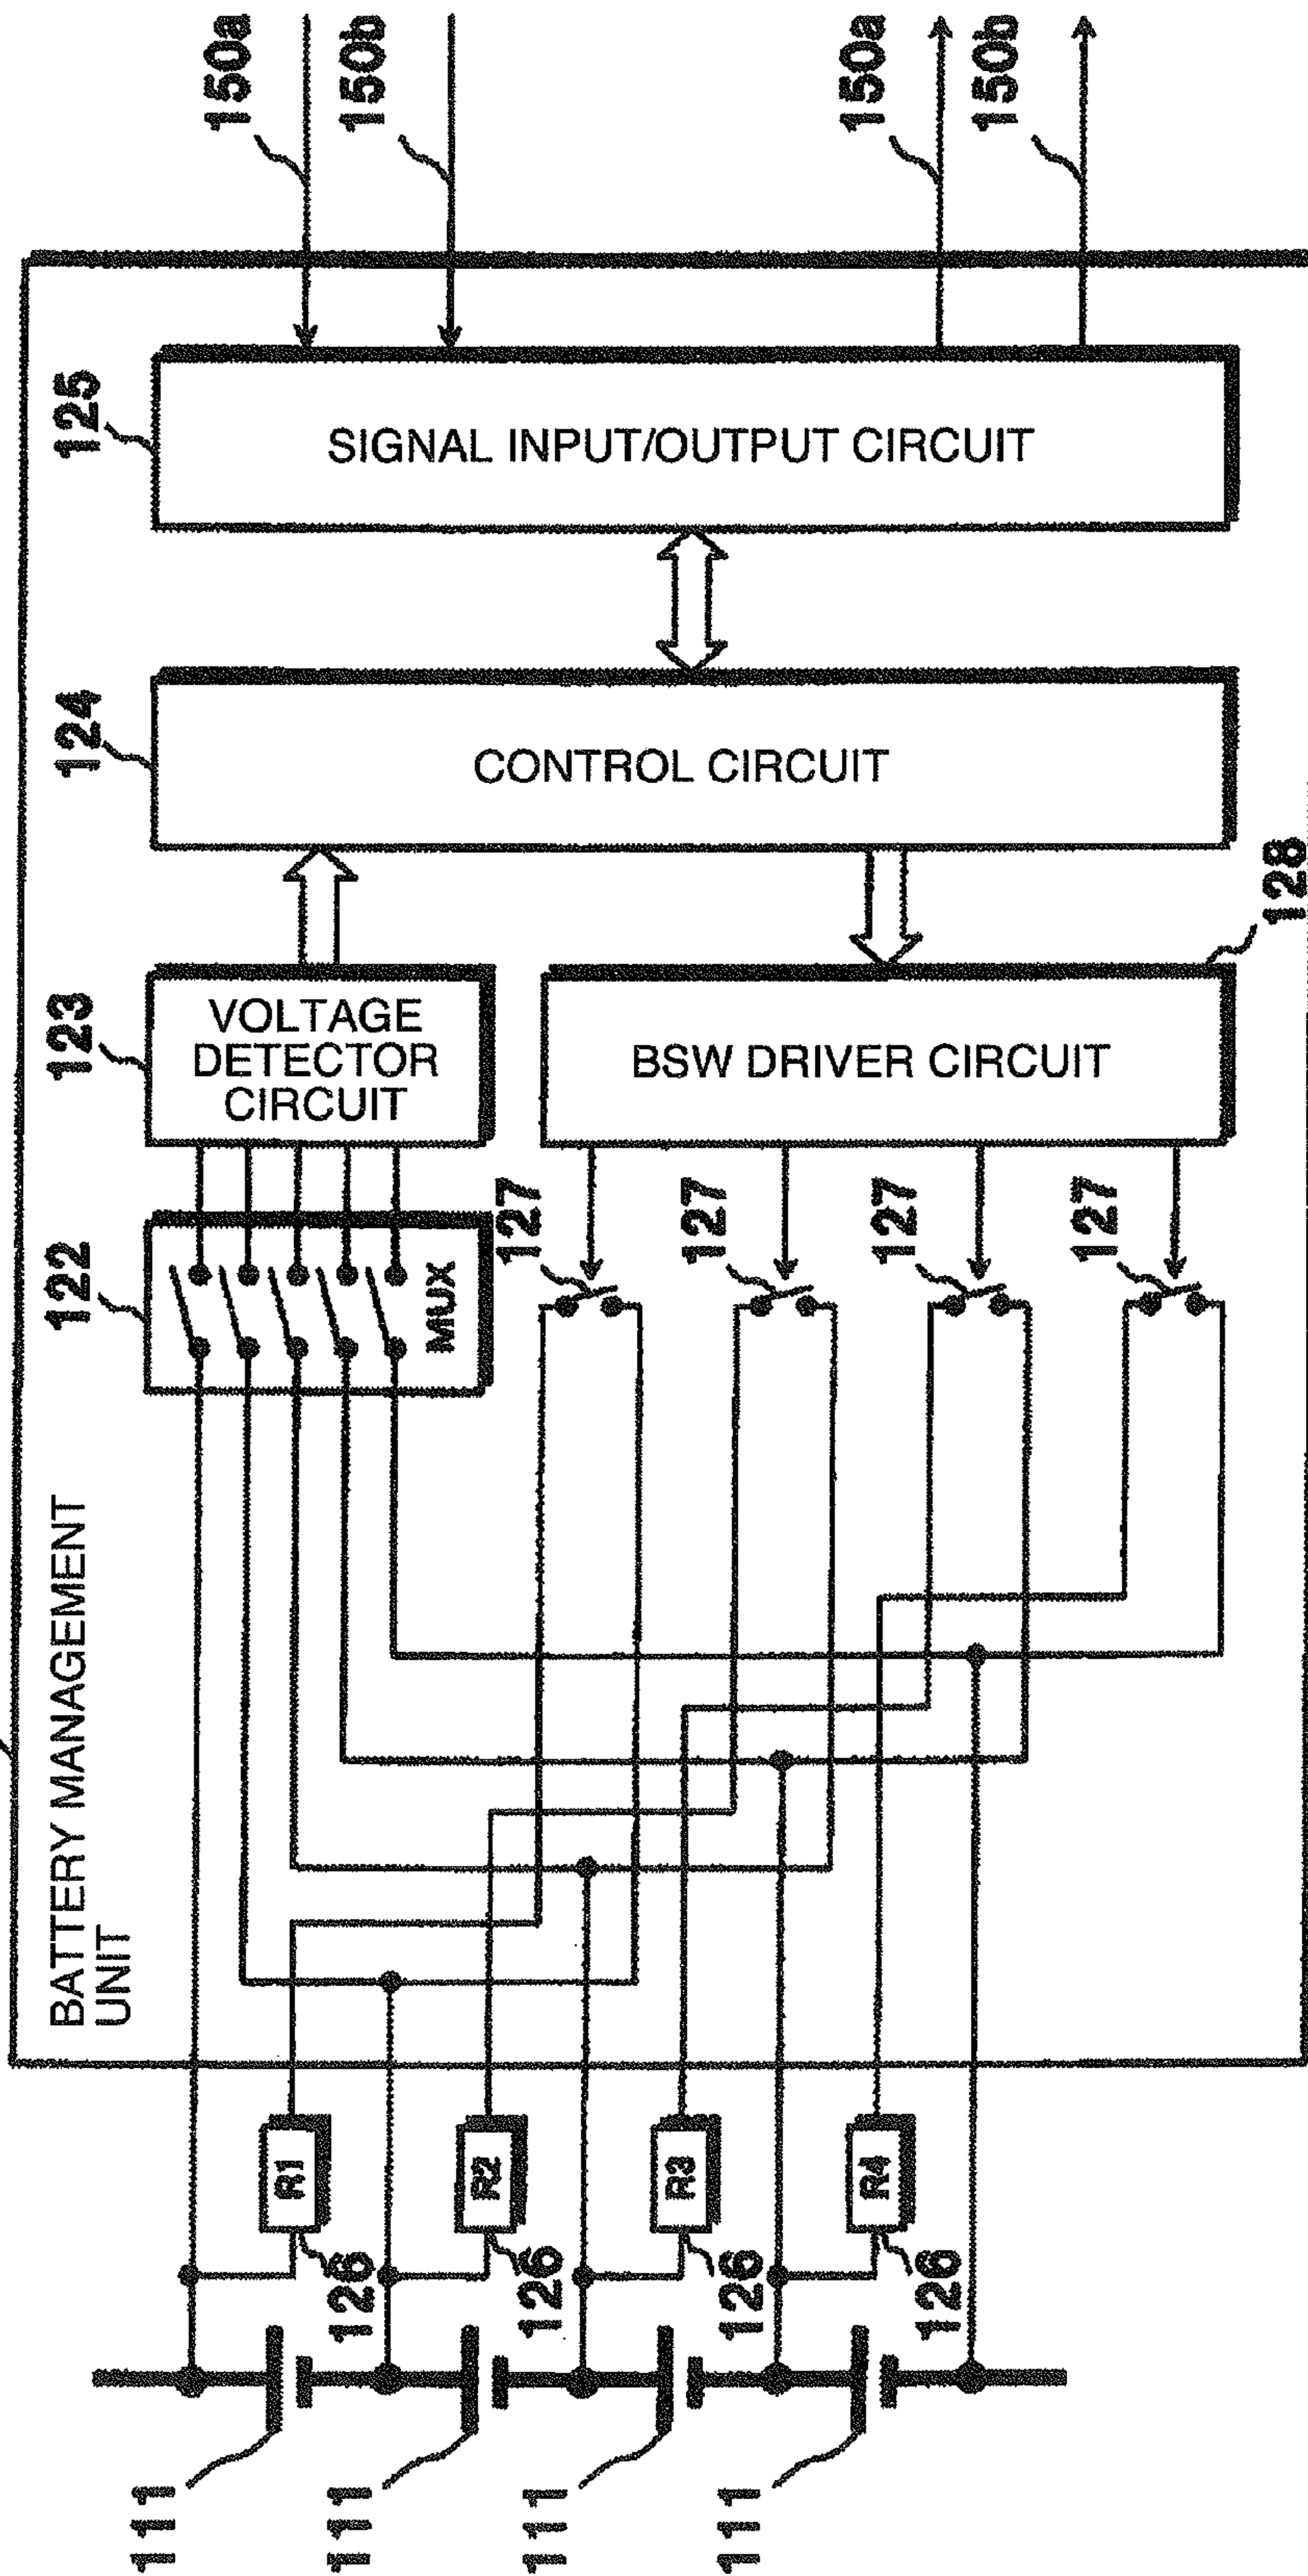 150a
150b
150a
150b
125
SIGNAL INPUT/OUTPUT CIRCUIT
124
CONTROL CIRCUIT
128
123
VOLTAGE
DETECTOR
CIRCUIT
BSW DRIVER CIRCUIT
122
MUX
127
127
127
127
BATTERY MANAGEMENT
UNIT
R1
R2
R3
R4
126
126
126
126
111
111
111
111